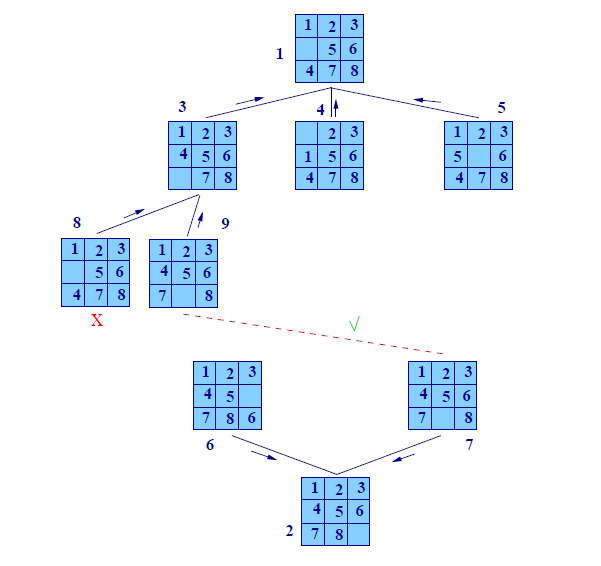 1 2 3
1 5 6
4 7 8
3 4 5
1 2 3 2 3 1 2 3
4 5 6 1 5 6 5 6
7 8 4 7 8 4 7 8
8 9
1 2 3 1 2 3
5 6 4 5 6
4 7 8 7 8
X
√
1 2 3 1 2 3
4 5 4 5 6
7 8 6 7 8
6 7
1 2 3
4 5 6
2 7 8